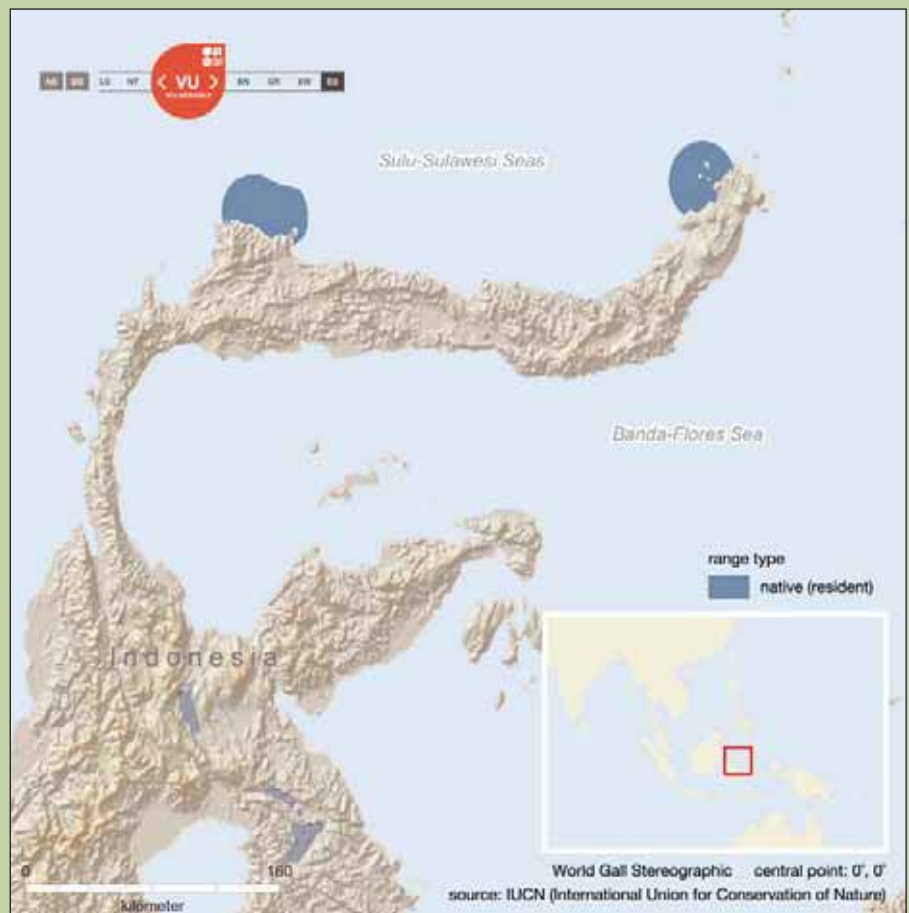 VU
Sulu-Sulawesi Seas
Banda-Flores Sea
range type
native (resident)
Indonesia
0 160
kilometer
World Gall Stereographic central point: 0°, 0°
source: IUCN (International Union for Conservation of Nature)